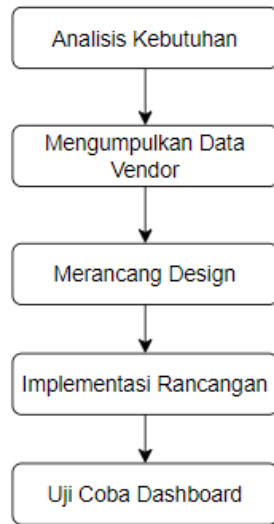 Analisis Kebutuhan
Mengumpulkan Data
Vendor
Merancang Design
Implementasi Rancangan
Uji Coba Dashboard